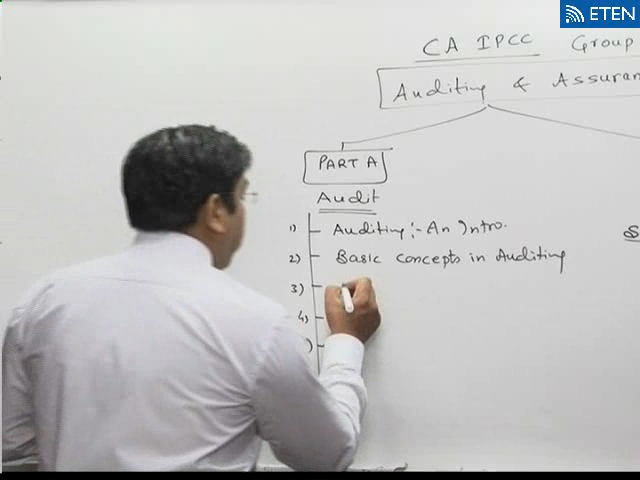 ETEN
CA IPCC Group
Auditing & Assuran
PART A
Audit
1) Auditing :- An Intro.
2) Basic Concepts in Auditing
3)
4)
)
S